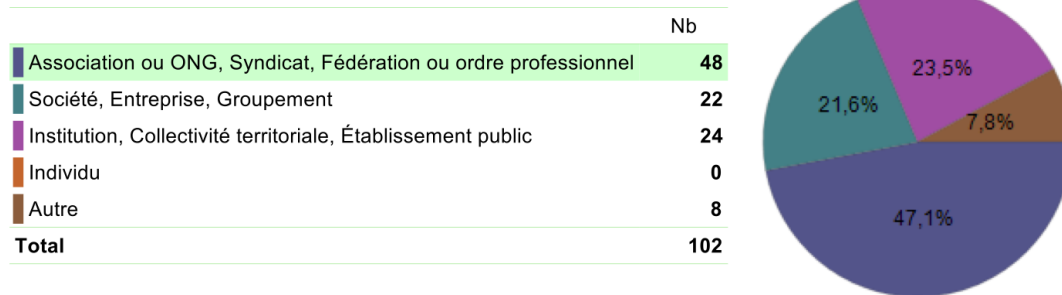 Nb
Association ou ONG, Syndicat, Fédération ou ordre professionnel 48
Société, Entreprise, Groupement 22
Institution, Collectivité territoriale, Établissement public 24
Individu 0
Autre 8
Total 102
23,5%
21,6%
7,8%
47,1%